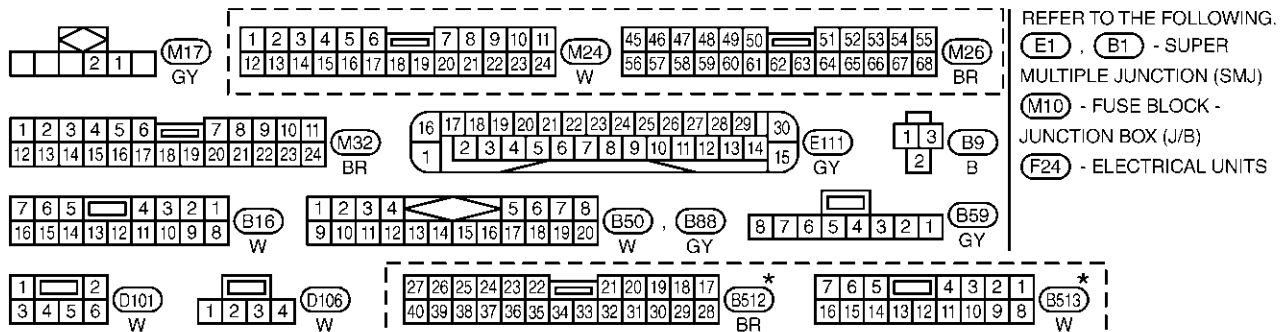 2 1
M17
GY
1 2 3 4 5 6 7 8 9 10 11
12 13 14 15 16 17 18 19 20 21 22 23 24
M24
W
45 46 47 48 49 50 51 52 53 54 55
56 57 58 59 60 61 62 63 64 65 66 67 68
M26
BR
REFER TO THE FOLLOWING.
E1 , B1 - SUPER
MULTIPLE JUNCTION (SMJ)
M10 - FUSE BLOCK -
JUNCTION BOX (J/B)
F24 - ELECTRICAL UNITS
1 2 3 4 5 6 7 8 9 10 11
12 13 14 15 16 17 18 19 20 21 22 23 24
M32
BR
16 17 18 19 20 21 22 23 24 25 26 27 28 29 30
1 2 3 4 5 6 7 8 9 10 11 12 13 14 15
E111
GY
1 3
2
B9
B
7 6 5 4 3 2 1
16 15 14 13 12 11 10 9 8
B16
W
1 2 3 4 5 6 7 8
9 10 11 12 13 14 15 16 17 18 19 20
B50 , B88
W GY
8 7 6 5 4 3 2 1
B59
GY
1 2
3 4 5 6
D101
W
1 2 3 4
D106
W
27 26 25 24 23 22 21 20 19 18 17
40 39 38 37 36 35 34 33 32 31 30 29 28
B512 *
BR
7 6 5 4 3 2 1
16 15 14 13 12 11 10 9 8
B513 *
W